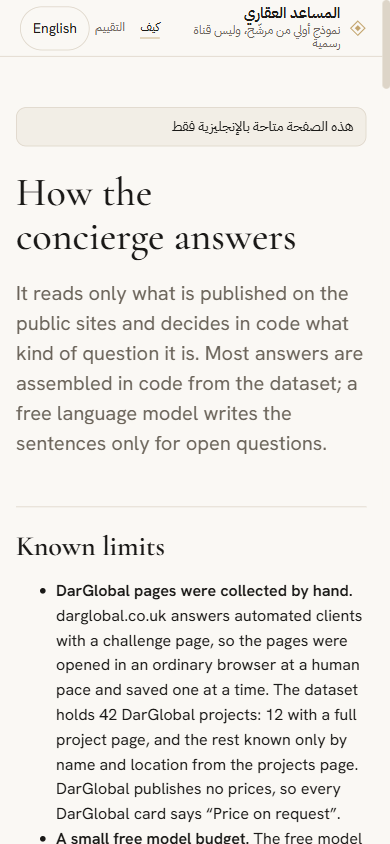 المساعد العقاري
نموذج أولي من مرشّح، وليس قناة
رسمية
كيف
التقييم
English
هذه الصفحة متاحة بالإنجليزية فقط
How the
concierge answers
It reads only what is published on the
public sites and decides in code what
kind of question it is. Most answers are
assembled in code from the dataset; a
free language model writes the
sentences only for open questions.
Known limits
• DarGlobal pages were collected by hand.
darglobal.co.uk answers automated clients
with a challenge page, so the pages were
opened in an ordinary browser at a human
pace and saved one at a time. The dataset
holds 42 DarGlobal projects: 12 with a full
project page, and the rest known only by
name and location from the projects page.
DarGlobal publishes no prices, so every
DarGlobal card says “Price on request”.
• A small free model budget. The free model